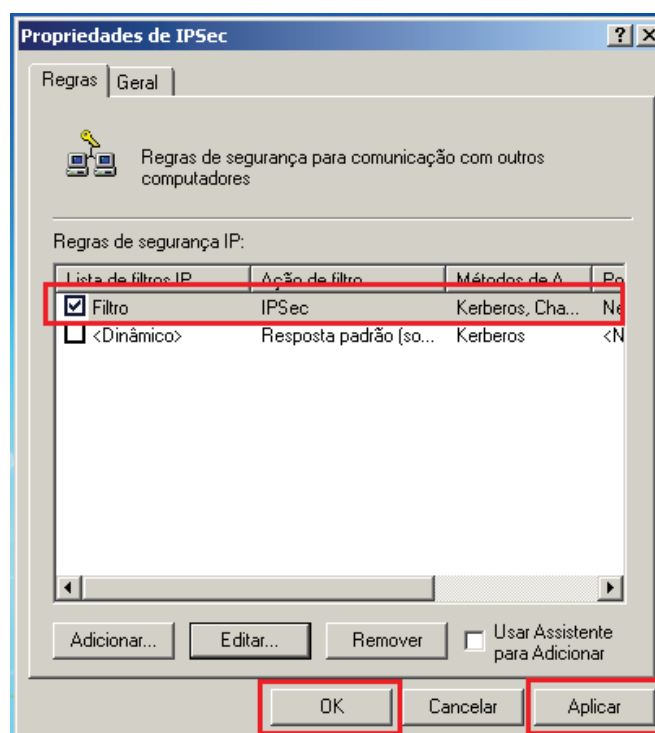 Propriedades de IPSec
Regras Geral
Regras de segurança para comunicação com outros
computadores
Regras de segurança IP:
Lista de filtros IP Ação de filtro Métodos de A... Po
Filtro IPSec Kerberos, Cha... Ne
<Dinâmico> Resposta padrão (so... Kerberos <N
Adicionar... Editar... Remover Usar Assistente
para Adicionar
OK Cancelar Aplicar